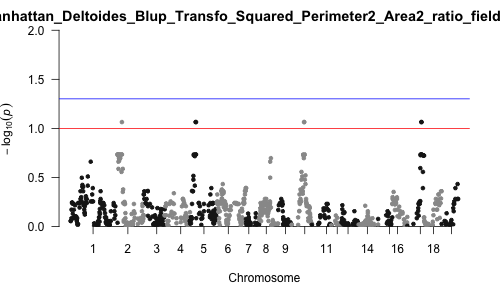 nhattan_Deltoides_Blup_Transfo_Squared_Perimeter2_Area2_ratio_field
2.0
1.5
1.0
0.5
0.0
− log10(p)
1 2 3 4 5 6 7 8 9 11 14 16 18
Chromosome